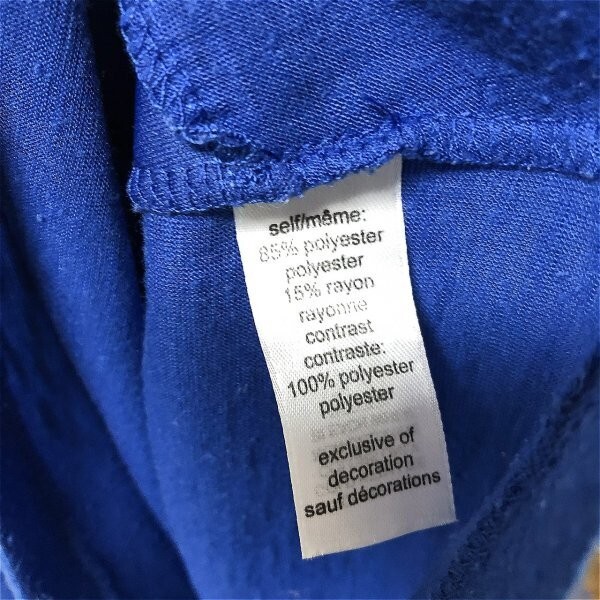 self/même:
85% polyester
polyester
15% rayon
rayonne
contrast
contraste:
100% polyester
polyester
exclusive of
decoration
sauf décorations